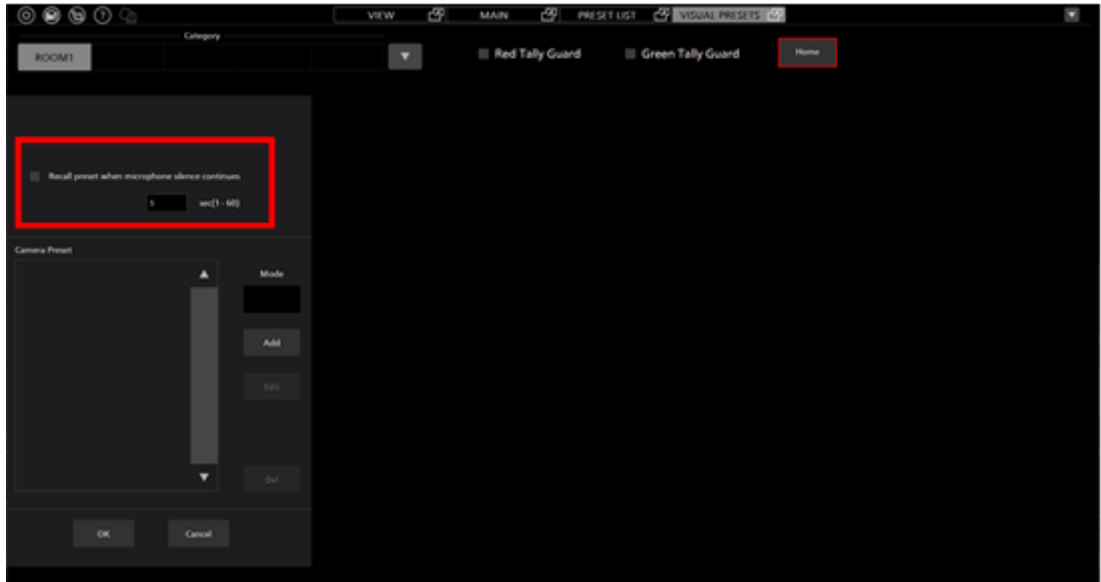 VIEW MAIN PRESET LIST VISUAL PRESETS
Category
ROOM1 Red Tally Guard Green Tally Guard Home
Recall preset when microphone silence continues
5 sec(1 - 60)
Camera Preset
Mode
Add
Edit
Del
OK Cancel